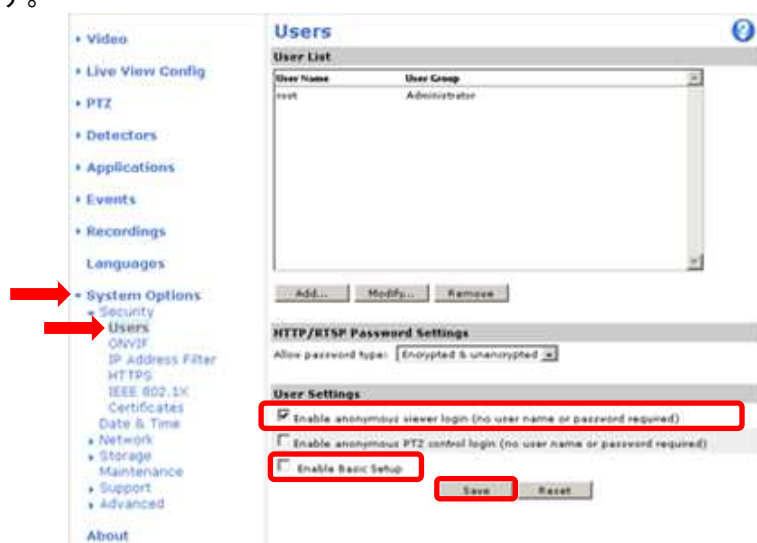 す。
Video
Live View Config
PTZ
Detectors
Applications
Events
Recordings
Languages
System Options
Security
Users
ONVIF
IP Address Filter
HTTPS
IEEE 802.1X
Certificates
Date & Time
Network
Storage
Maintenance
Support
Advanced
About
Users
?
User List
User Name User Group
root Administrator
Add... Modify... Remove
HTTP/RTSP Password Settings
Allow password type: Encrypted & unencrypted
User Settings
Enable anonymous viewer login (no user name or password required)
Enable anonymous PTZ control login (no user name or password required)
Enable Basic Setup
Save Reset